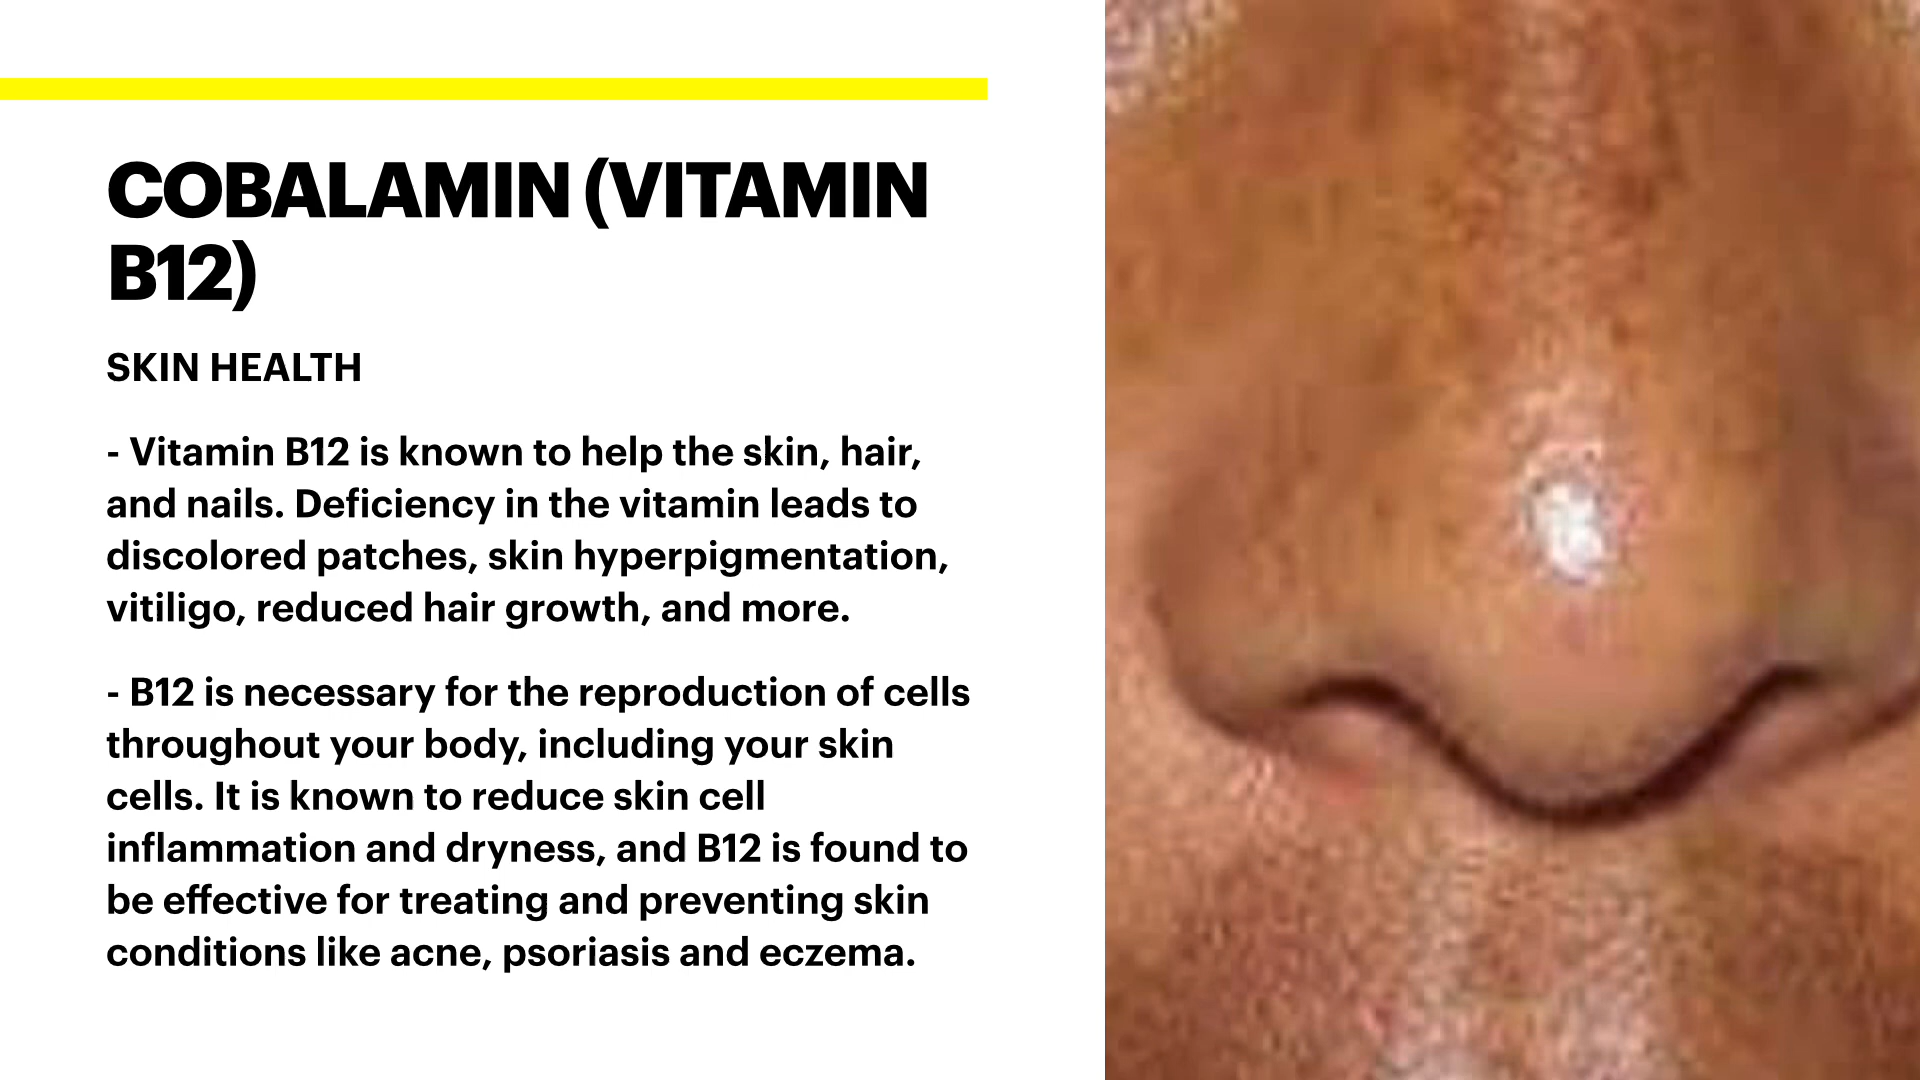 COBALAMIN (VITAMIN
B12)
SKIN HEALTH
- Vitamin B12 is known to help the skin, hair,
and nails. Deficiency in the vitamin leads to
discolored patches, skin hyperpigmentation,
vitiligo, reduced hair growth, and more.
- B12 is necessary for the reproduction of cells
throughout your body, including your skin
cells. It is known to reduce skin cell
inflammation and dryness, and B12 is found to
be effective for treating and preventing skin
conditions like acne, psoriasis and eczema.